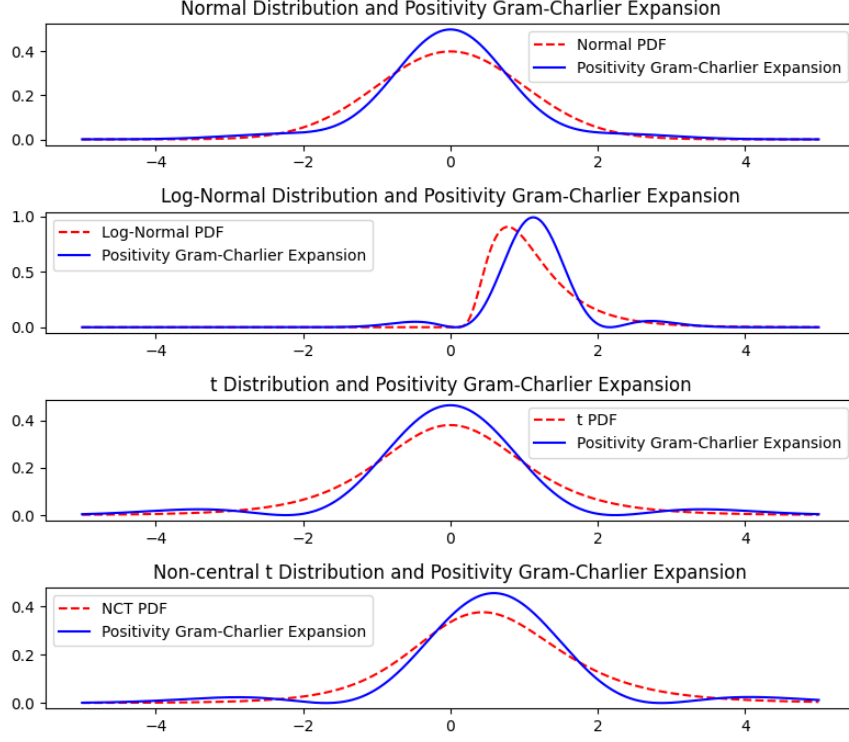 Normal Distribution and Positivity Gram-Charlier Expansion
Normal PDF
Positivity Gram-Charlier Expansion
0.4
0.2
0.0
−4 −2 0 2 4
Log-Normal Distribution and Positivity Gram-Charlier Expansion
Log-Normal PDF
Positivity Gram-Charlier Expansion
1.0
0.5
0.0
−4 −2 0 2 4
t Distribution and Positivity Gram-Charlier Expansion
t PDF
Positivity Gram-Charlier Expansion
0.4
0.2
0.0
−4 −2 0 2 4
Non-central t Distribution and Positivity Gram-Charlier Expansion
NCT PDF
Positivity Gram-Charlier Expansion
0.4
0.2
0.0
−4 −2 0 2 4